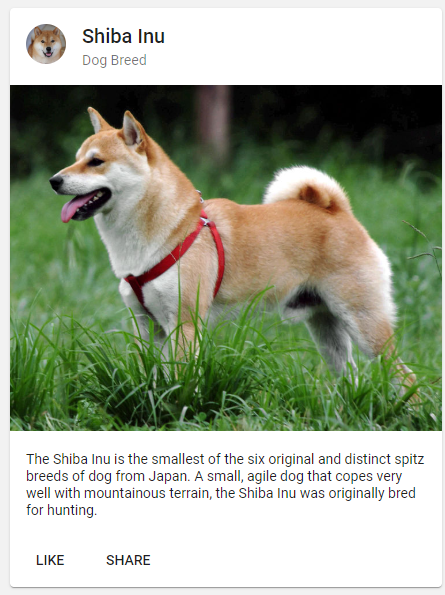 Shiba Inu
Dog Breed
The Shiba Inu is the smallest of the six original and distinct spitz
breeds of dog from Japan. A small, agile dog that copes very
well with mountainous terrain, the Shiba Inu was originally bred
for hunting.
LIKE SHARE